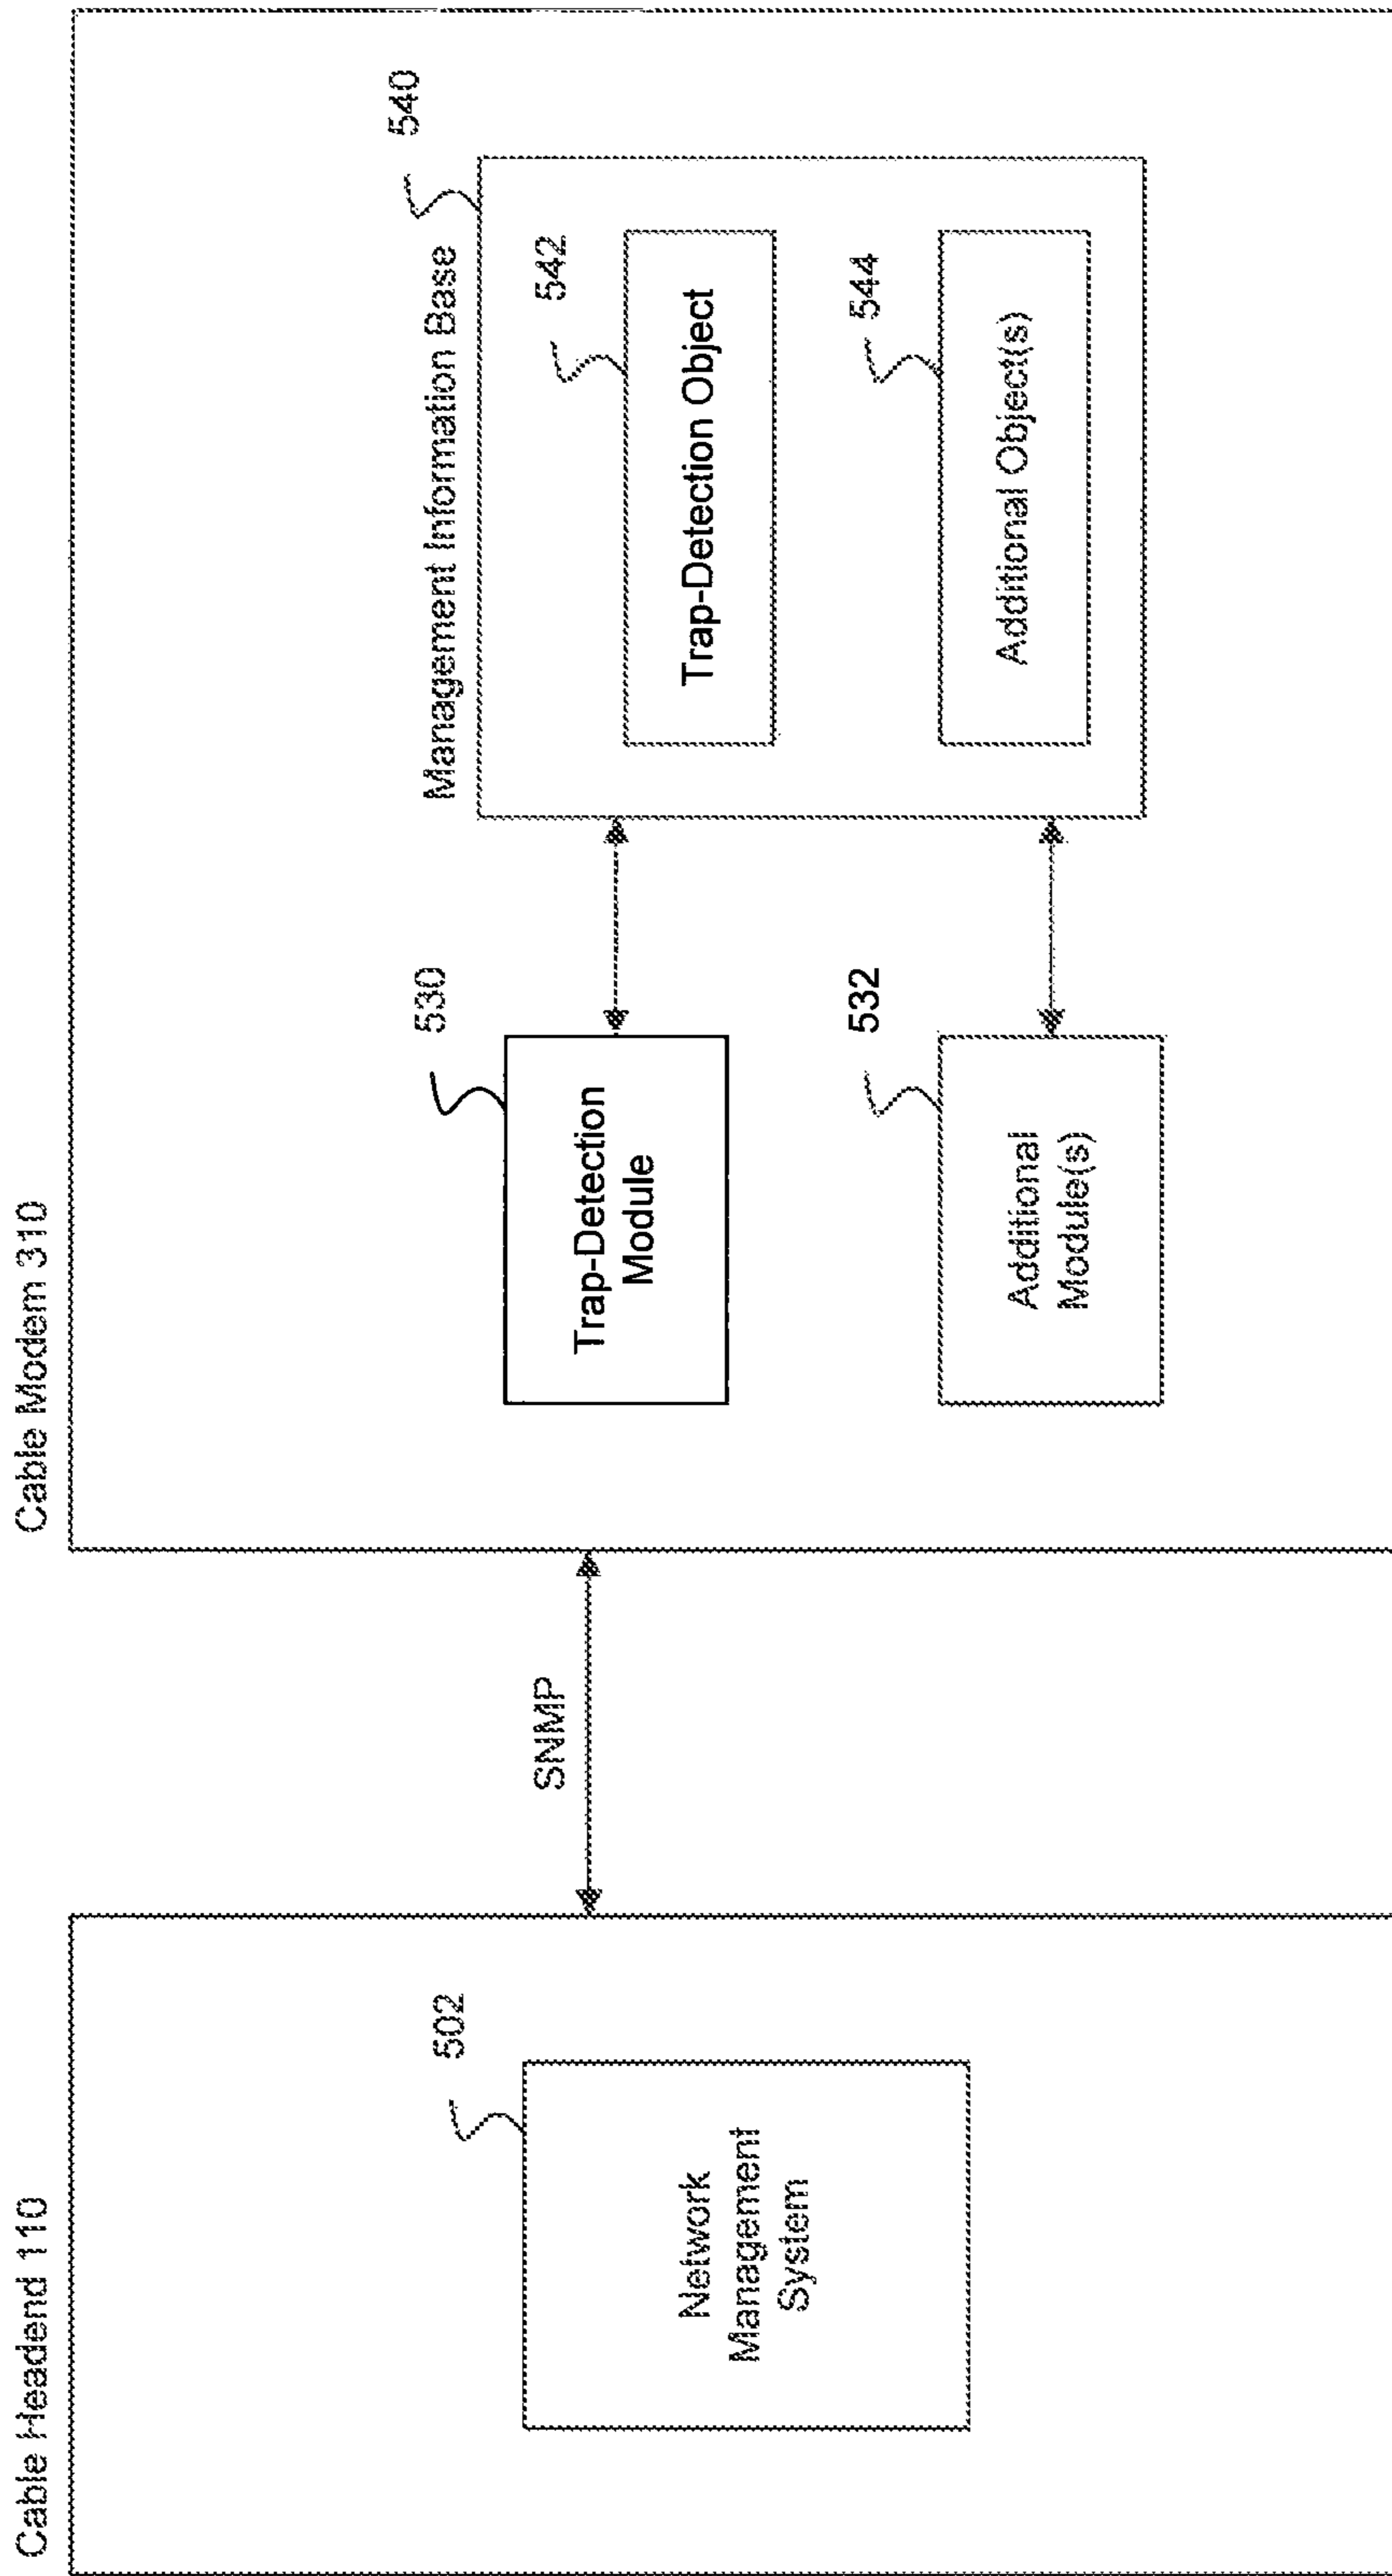 Cable Headend 110
502
Network
Management
System
SNMP
Cable Modem 310
530
Trap-Detection
Module
532
Additional
Module(s)
Management Information Base
540
542
Trap-Detection Object
544
Additional Object(s)